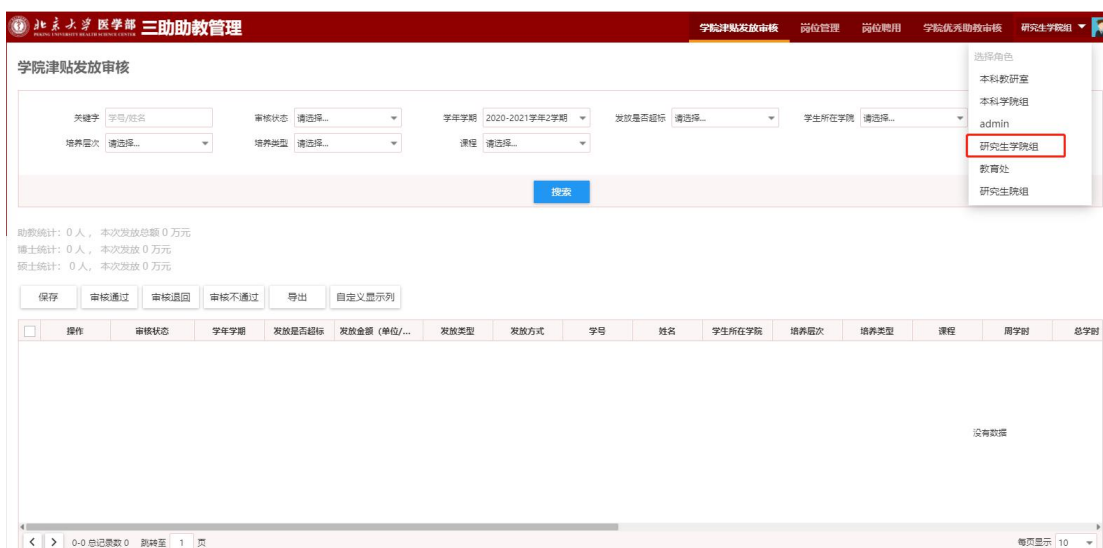 北京大学医学部 三助助教管理 学院津贴发放审核 岗位管理 岗位聘用 学院优秀助教审核 研究生学院组
PEKING UNIVERSITY HEALTH SCIENCE CENTER
选择角色
本科教研室
本科学院组
admin
研究生学院组
教育处
研究生院组
学院津贴发放审核
关键字 学号/姓名 审核状态 请选择... 学年学期 2020-2021学年2学期 发放是否超标 请选择... 学生所在学院 请选择...
培养层次 请选择... 培养类型 请选择... 课程 请选择...
搜索
助教统计：0 人， 本次发放总额 0 万元
博士统计：0 人， 本次发放 0 万元
硕士统计： 0 人， 本次发放 0 万元
保存 审核通过 审核退回 审核不通过 导出 自定义显示列
操作 审核状态 学年学期 发放是否超标 发放金额（单位/... 发放类型 发放方式 学号 姓名 学生所在学院 培养层次 培养类型 课程 周学时 总学时
没有数据
0-0 总记录数 0 跳转至 1 页 每页显示 10